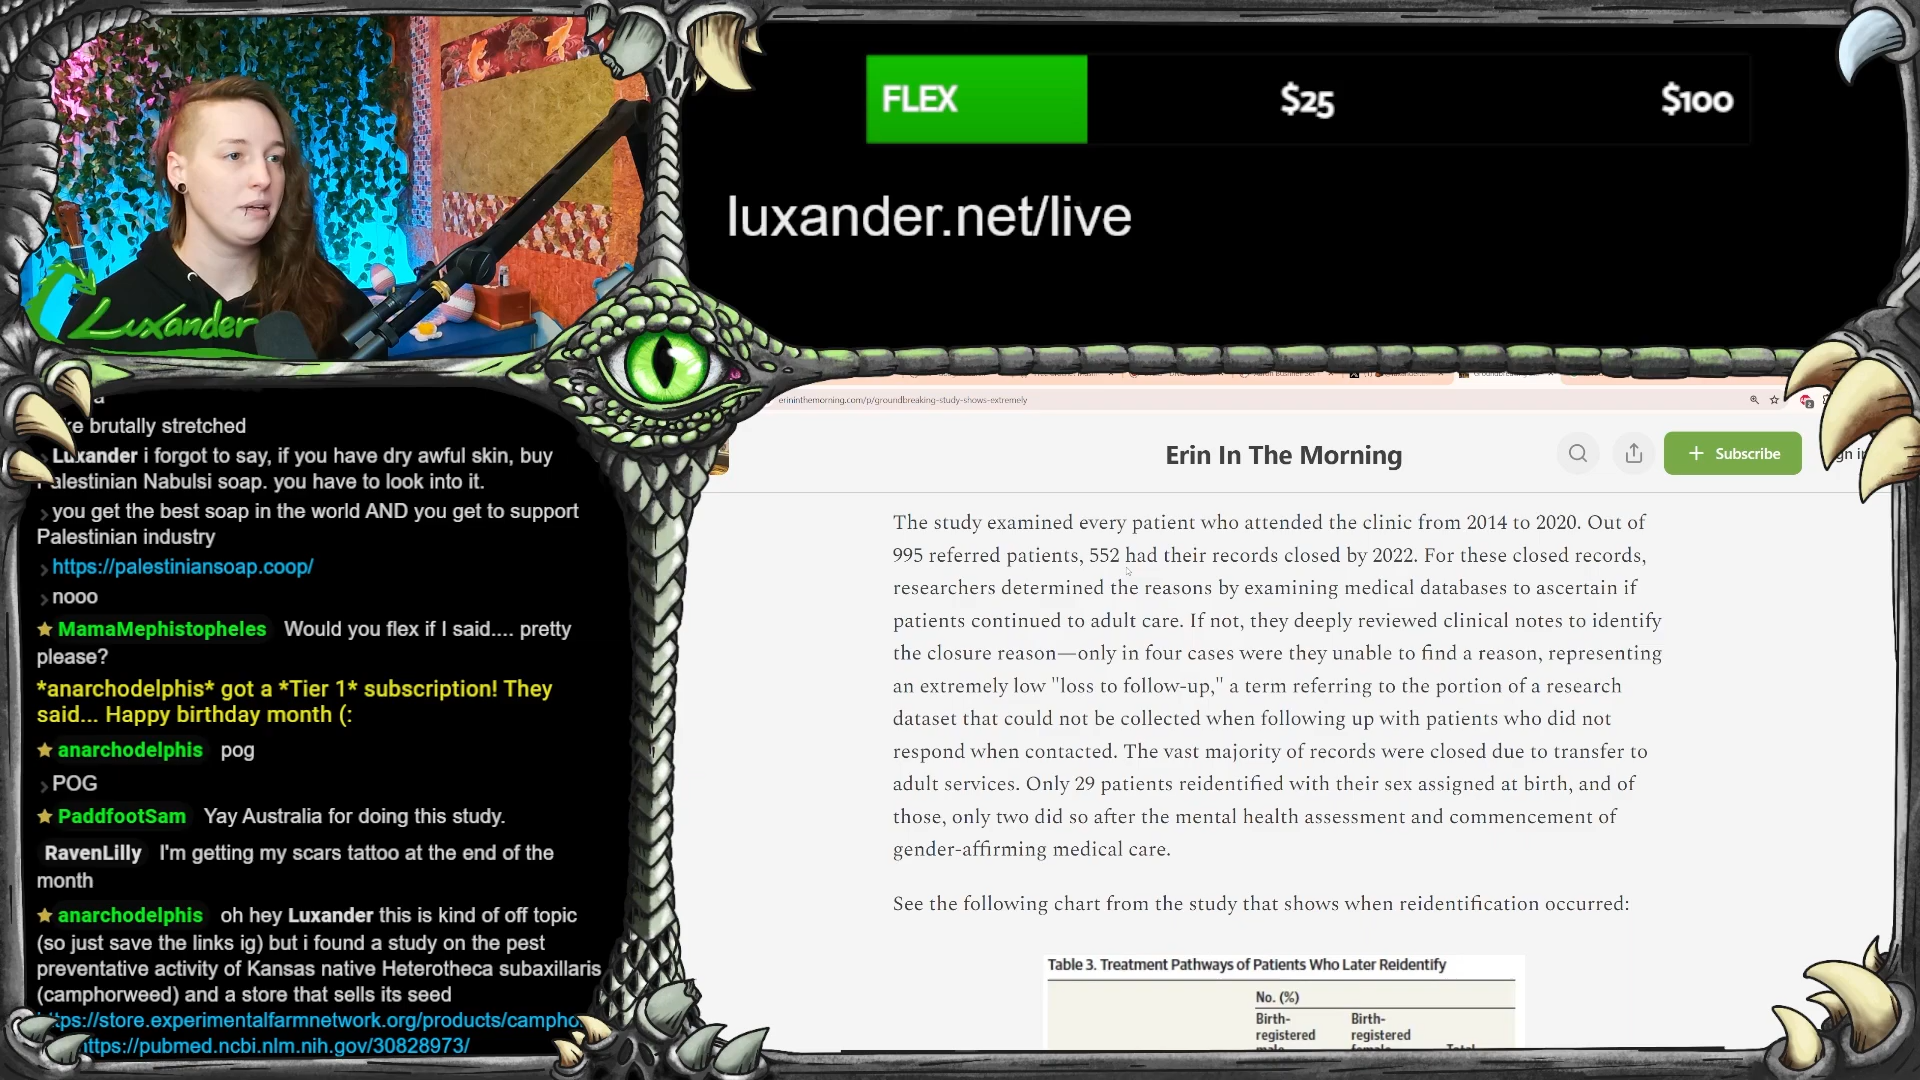 Luxander
FLEX
$25
$100
luxander.net/live
brutally stretched
Luxander i forgot to say, if you have dry awful skin, buy
Palestinian Nabulsi soap. you have to look into it.
you get the best soap in the world AND you get to support
Palestinian industry
https://palestiniansoap.coop/
nooo
MamaMephistopheles Would you flex if I said.... pretty
please?
*anarchodelphis* got a *Tier 1* subscription! They
said... Happy birthday month (:
anarchodelphis pog
POG
PaddfootSam Yay Australia for doing this study.
RavenLilly I'm getting my scars tattoo at the end of the
month
anarchodelphis oh hey Luxander this is kind of off topic
(so just save the links ig) but i found a study on the pest
preventative activity of Kansas native Heterotheca subaxillaris
(camphorweed) and a store that sells its seed
ttps://store.experimentalfarmnetwork.org/products/campho
https://pubmed.ncbi.nlm.nih.gov/30828973/
erininthemorning.com/p/groundbreaking-study-shows-extremely
Erin In The Morning
+ Subscribe
gn in
The study examined every patient who attended the clinic from 2014 to 2020. Out of
995 referred patients, 552 had their records closed by 2022. For these closed records,
researchers determined the reasons by examining medical databases to ascertain if
patients continued to adult care. If not, they deeply reviewed clinical notes to identify
the closure reason—only in four cases were they unable to find a reason, representing
an extremely low "loss to follow-up," a term referring to the portion of a research
dataset that could not be collected when following up with patients who did not
respond when contacted. The vast majority of records were closed due to transfer to
adult services. Only 29 patients reidentified with their sex assigned at birth, and of
those, only two did so after the mental health assessment and commencement of
gender-affirming medical care.
See the following chart from the study that shows when reidentification occurred:
Table 3. Treatment Pathways of Patients Who Later Reidentify
No. (%)
Birth-
registered
male
Birth-
registered
female
Total